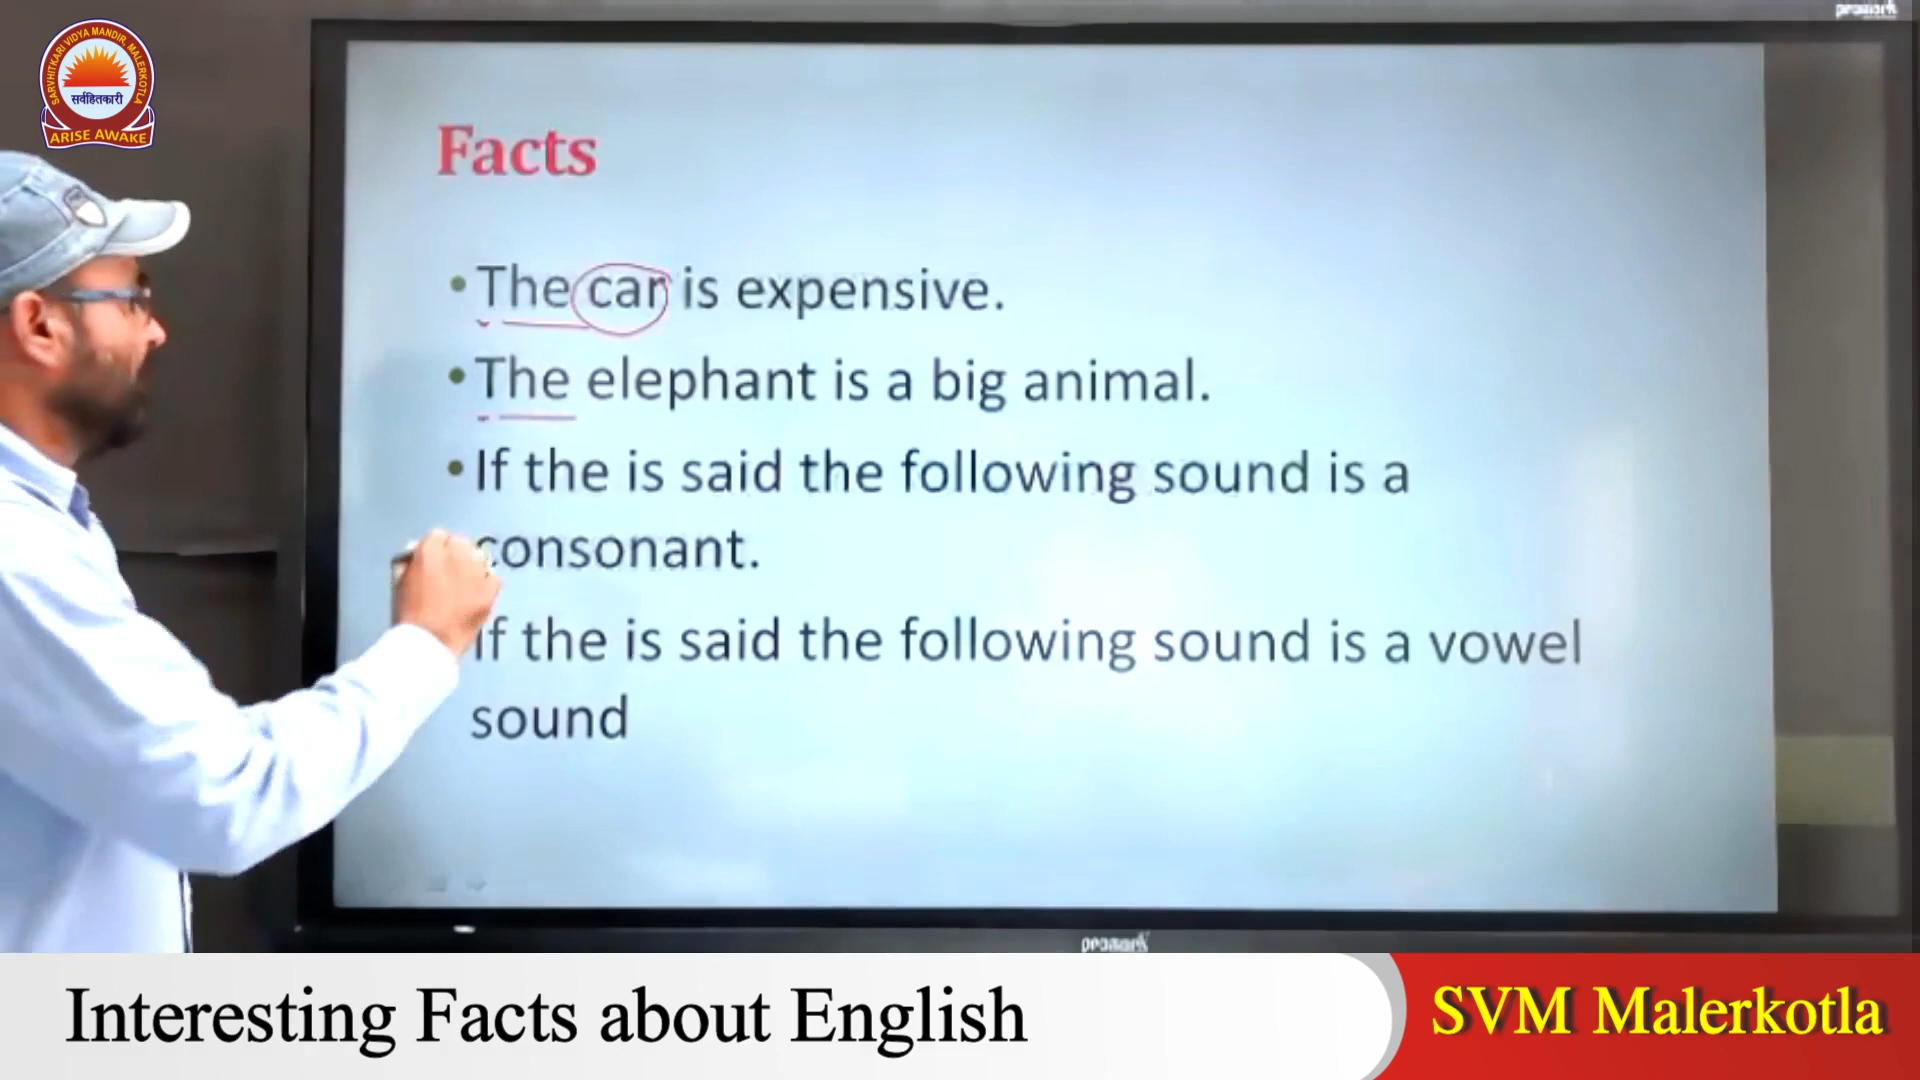 SARVHITKARI VIDYA MANDIR, MALERKOTLA
सर्वहितकारी
ARISE AWAKE
promark
Facts
• The car is expensive.
• The elephant is a big animal.
• If the is said the following sound is a
consonant.
If the is said the following sound is a vowel
sound
promark
Interesting Facts about English
SVM Malerkotla